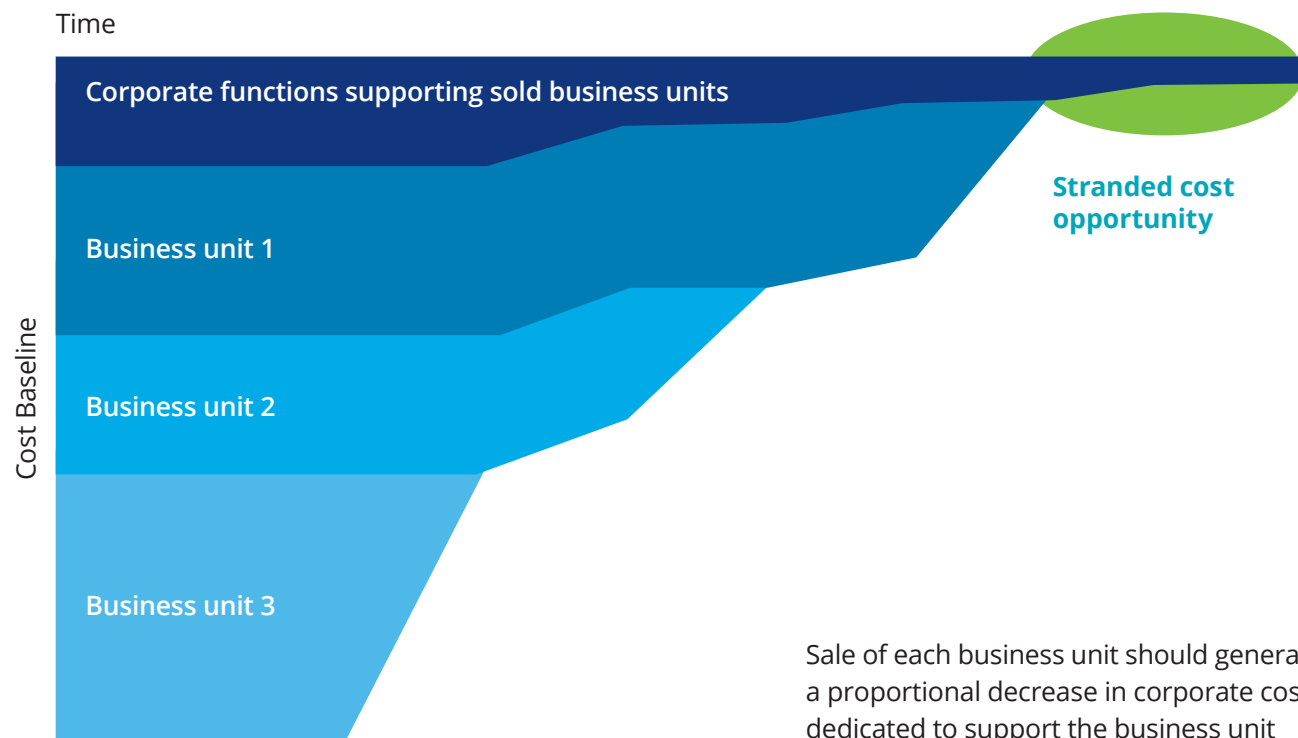 Time
Corporate functions supporting sold business units
Stranded cost
opportunity
Business unit 1
Cost Baseline
Business unit 2
Business unit 3
Sale of each business unit should genera
a proportional decrease in corporate cos
dedicated to support the business unit